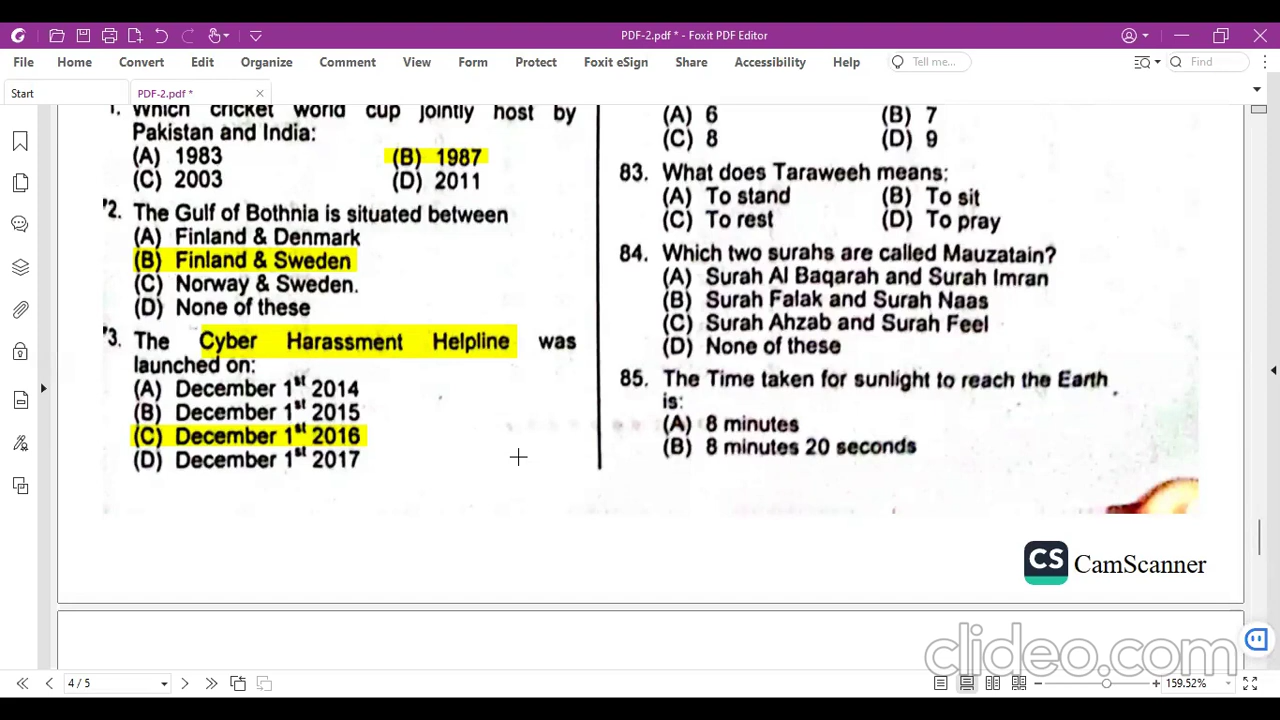 PDF-2.pdf * - Foxit PDF Editor
File Home Convert Edit Organize Comment View Form Protect Foxit eSign Share Accessibility Help Tell me... Find
Start PDF-2.pdf *
1. Which cricket world cup jointly host by
Pakistan and India:
(A) 1983 (B) 1987
(C) 2003 (D) 2011
72. The Gulf of Bothnia is situated between
(A) Finland & Denmark
(B) Finland & Sweden
(C) Norway & Sweden.
(D) None of these
73. The Cyber Harassment Helpline was
launched on:
(A) December 1st 2014
(B) December 1st 2015
(C) December 1st 2016
(D) December 1st 2017
(A) 6 (B) 7
(C) 8 (D) 9
83. What does Taraweeh means:
(A) To stand (B) To sit
(C) To rest (D) To pray
84. Which two surahs are called Mauzatain?
(A) Surah Al Baqarah and Surah Imran
(B) Surah Falak and Surah Naas
(C) Surah Ahzab and Surah Feel
(D) None of these
85. The Time taken for sunlight to reach the Earth
is:
(A) 8 minutes
(B) 8 minutes 20 seconds
CS CamScanner
clideo.com
4 / 5 159.52%